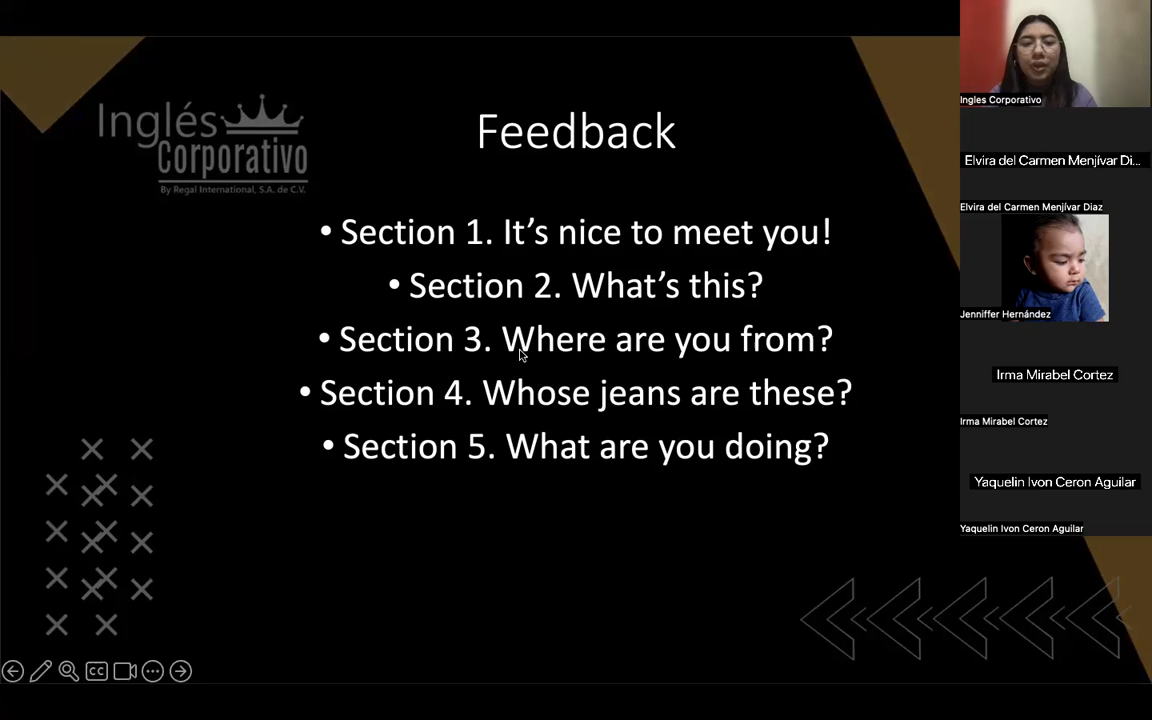 Inglés
Corporativo
By Regal International, S.A. de C.V.
Feedback
• Section 1. It's nice to meet you!
• Section 2. What's this?
• Section 3. Where are you from?
• Section 4. Whose jeans are these?
• Section 5. What are you doing?
CC
Ingles Corporativo
Elvira del Carmen Menjívar Di...
Elvira del Carmen Menjívar Diaz
Jenniffer Hernández
Irma Mirabel Cortez
Irma Mirabel Cortez
Yaquelin Ivon Ceron Aguilar
Yaquelin Ivon Ceron Aguilar